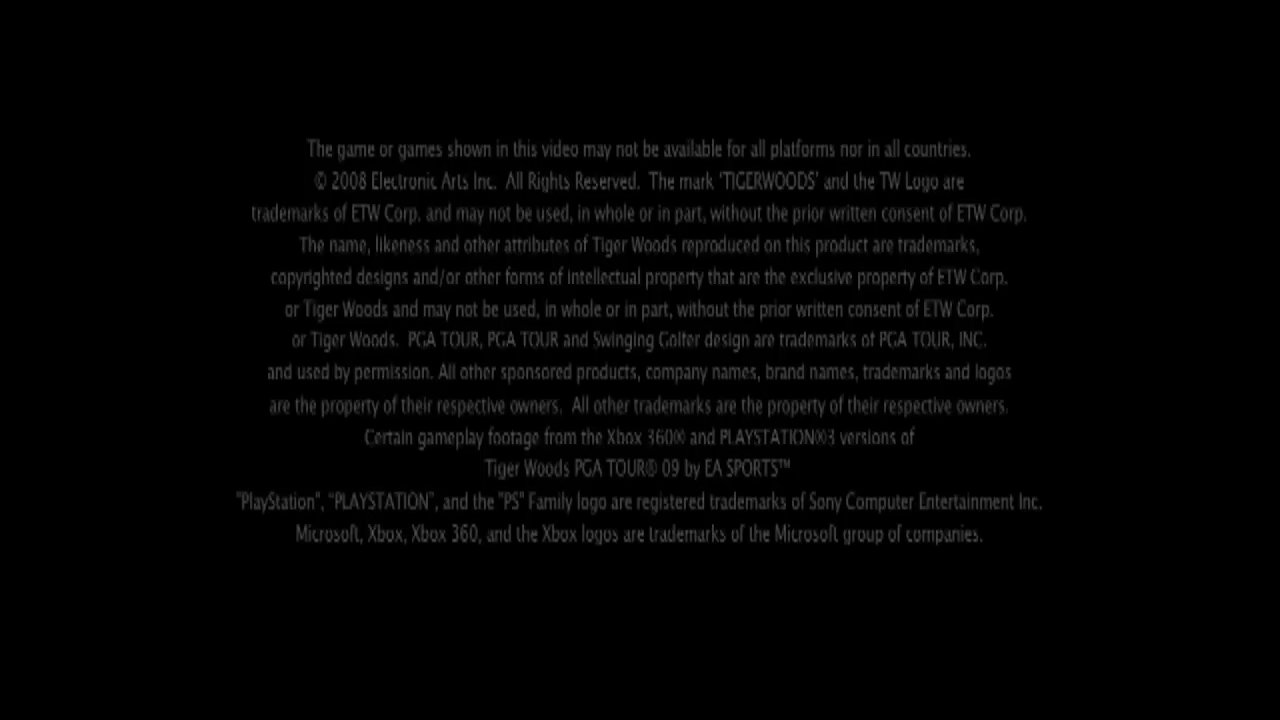 The game or games shown in this video may not be available for all platforms nor in all countries.
© 2008 Electronic Arts Inc.  All Rights Reserved.  The mark 'TIGERWOODS' and the TW Logo are
trademarks of ETW Corp. and may not be used, in whole or in part, without the prior written consent of ETW Corp.
The name, likeness and other attributes of Tiger Woods reproduced on this product are trademarks,
copyrighted designs and/or other forms of intellectual property that are the exclusive property of ETW Corp.
or Tiger Woods and may not be used, in whole or in part, without the prior written consent of ETW Corp.
or Tiger Woods.  PGA TOUR, PGA TOUR and Swinging Golfer design are trademarks of PGA TOUR, INC.
and used by permission. All other sponsored products, company names, brand names, trademarks and logos
are the property of their respective owners.  All other trademarks are the property of their respective owners.
Certain gameplay footage from the Xbox 360® and PLAYSTATION®3 versions of
Tiger Woods PGA TOUR® 09 by EA SPORTS™
"PlayStation", "PLAYSTATION", and the "PS" Family logo are registered trademarks of Sony Computer Entertainment Inc.
Microsoft, Xbox, Xbox 360, and the Xbox logos are trademarks of the Microsoft group of companies.